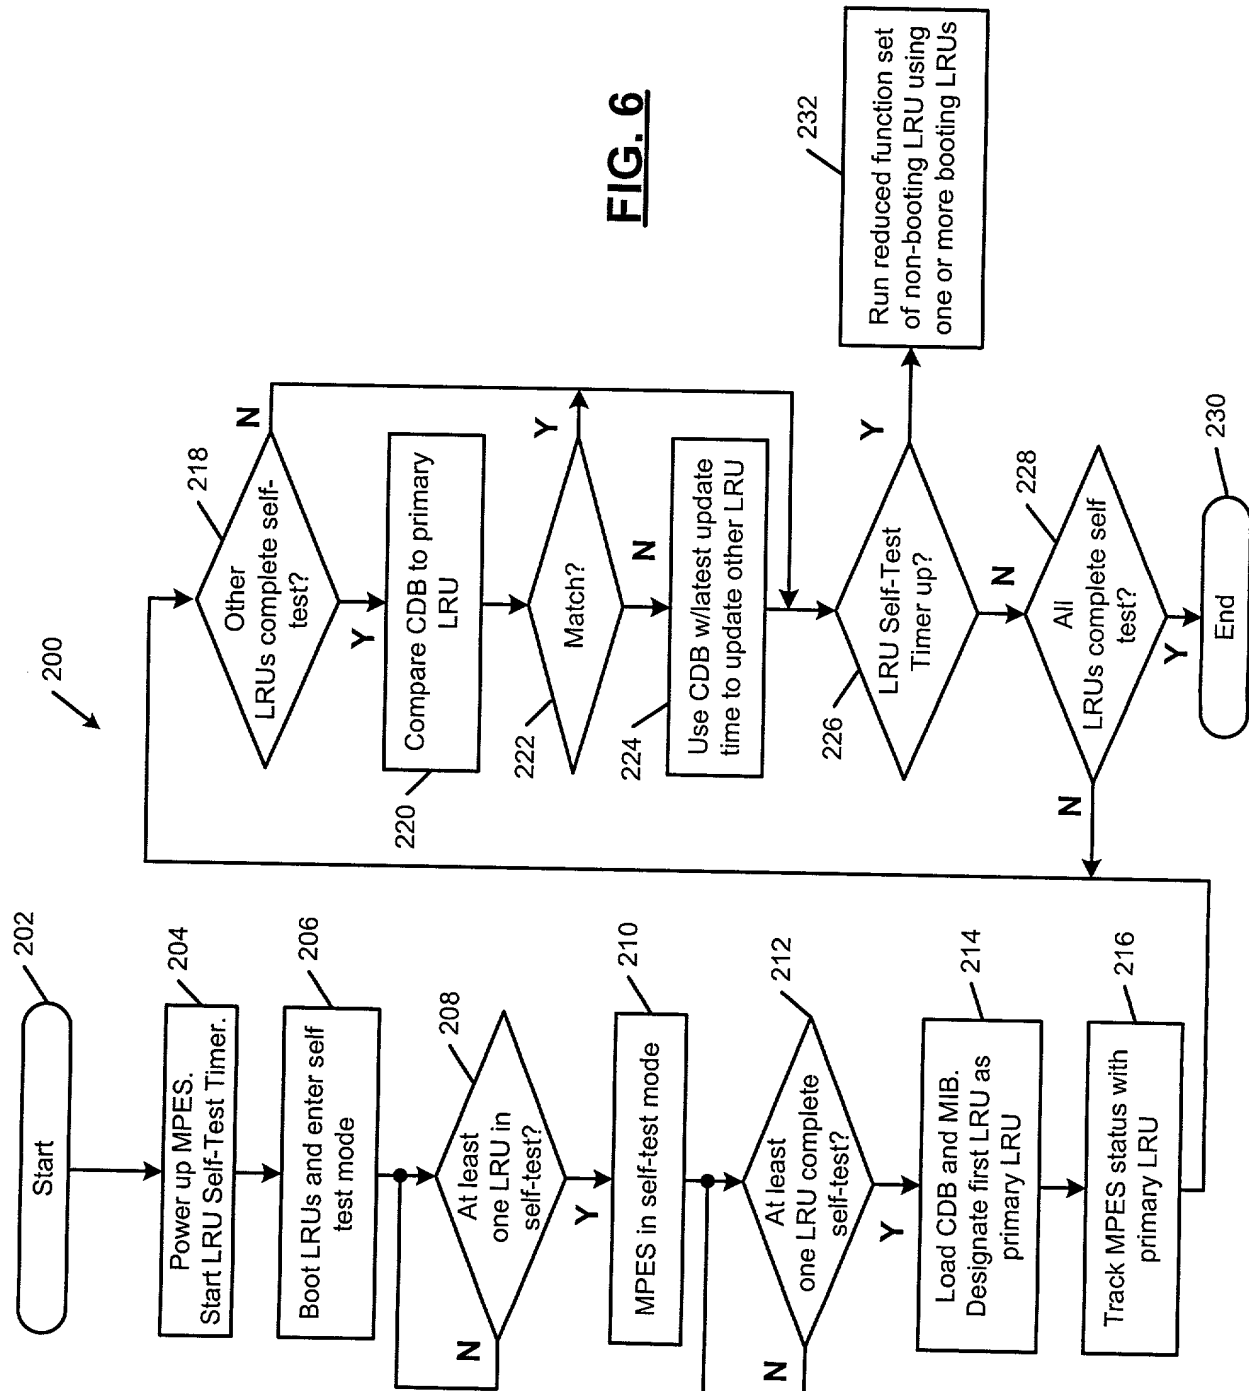 200
Start
202
Power up MPES.
Start LRU Self-Test Timer.
204
Boot LRUs and enter self
test mode
206
At least
one LRU in
self-test?
208
N
Y
MPES in self-test mode
210
At least
one LRU complete
self-test?
212
N
Y
Load CDB and MIB.
Designate first LRU as
primary LRU
214
Track MPES status with
primary LRU
216
Other
LRUs complete self-
test?
218
N
Y
Compare CDB to primary
LRU
220
Match?
222
Y
N
Use CDB w/latest update
time to update other LRU
224
LRU Self-Test
Timer up?
226
Y
N
All
LRUs complete self
test?
228
N
Y
End
230
Run reduced function set
of non-booting LRU using
one or more booting LRUs
232
FIG. 6